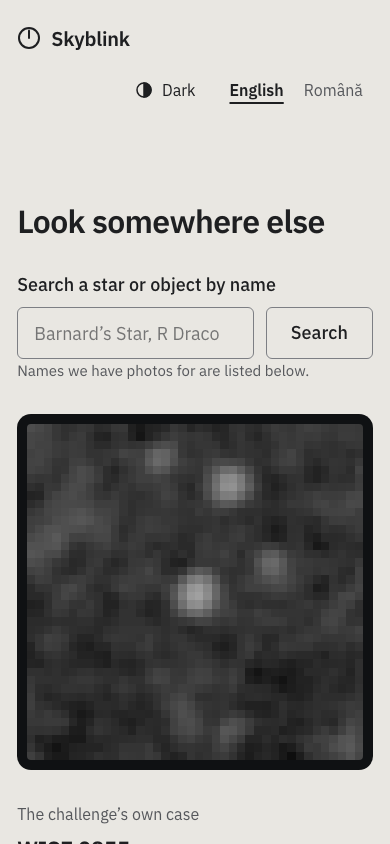 Skyblink
Dark English Română
Look somewhere else
Search a star or object by name
Barnard’s Star, R Draco Search
Names we have photos for are listed below.
The challenge’s own case